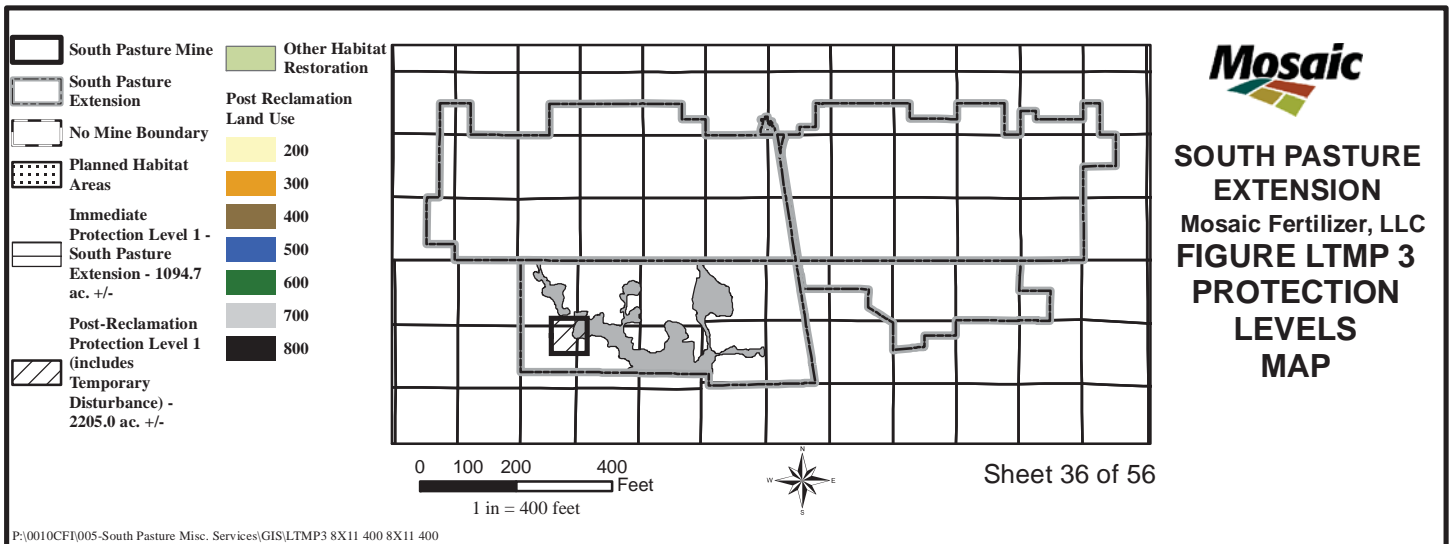 South Pasture Mine
South Pasture
Extension
No Mine Boundary
Planned Habitat
Areas
Immediate
Protection Level 1 -
South Pasture
Extension - 1094.7
ac. +/-
Post-Reclamation
Protection Level 1
(includes
Temporary
Disturbance) -
2205.0 ac. +/-
Other Habitat
Restoration
Post Reclamation
Land Use
200
300
400
500
600
700
800
0 100 200 400
Feet
1 in = 400 feet
N
W E
S
Sheet 36 of 56
Mosaic
SOUTH PASTURE
EXTENSION
Mosaic Fertilizer, LLC
FIGURE LTMP 3
PROTECTION
LEVELS
MAP
P:\0010CFI\005-South Pasture Misc. Services\GIS\LTMP3 8X11 400 8X11 400